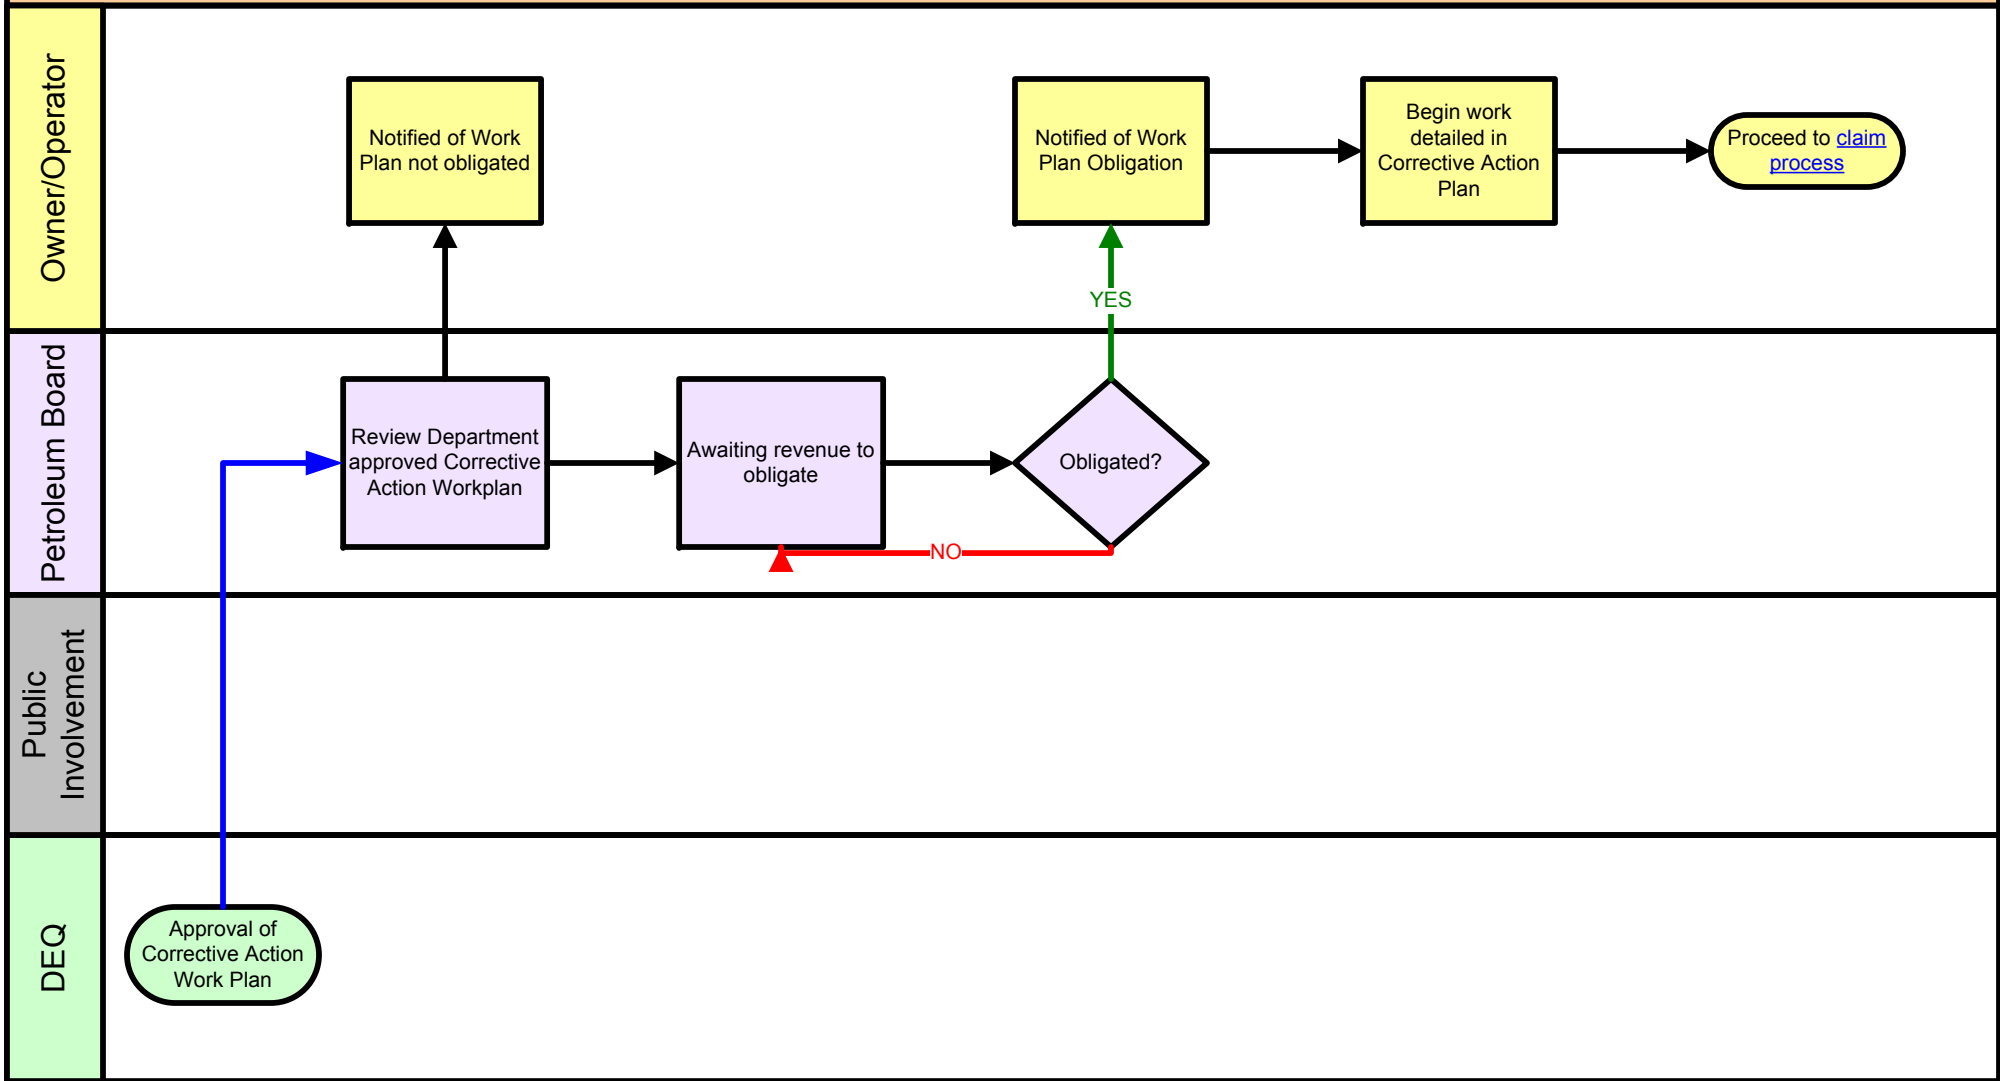 Owner/Operator
Notified of Work
Plan not obligated
Notified of Work
Plan Obligation
Begin work
detailed in
Corrective Action
Plan
Proceed to claim
process
YES
Petroleum Board
Review Department
approved Corrective
Action Workplan
Awaiting revenue to
obligate
Obligated?
NO
Public
Involvement
DEQ
Approval of
Corrective Action
Work Plan